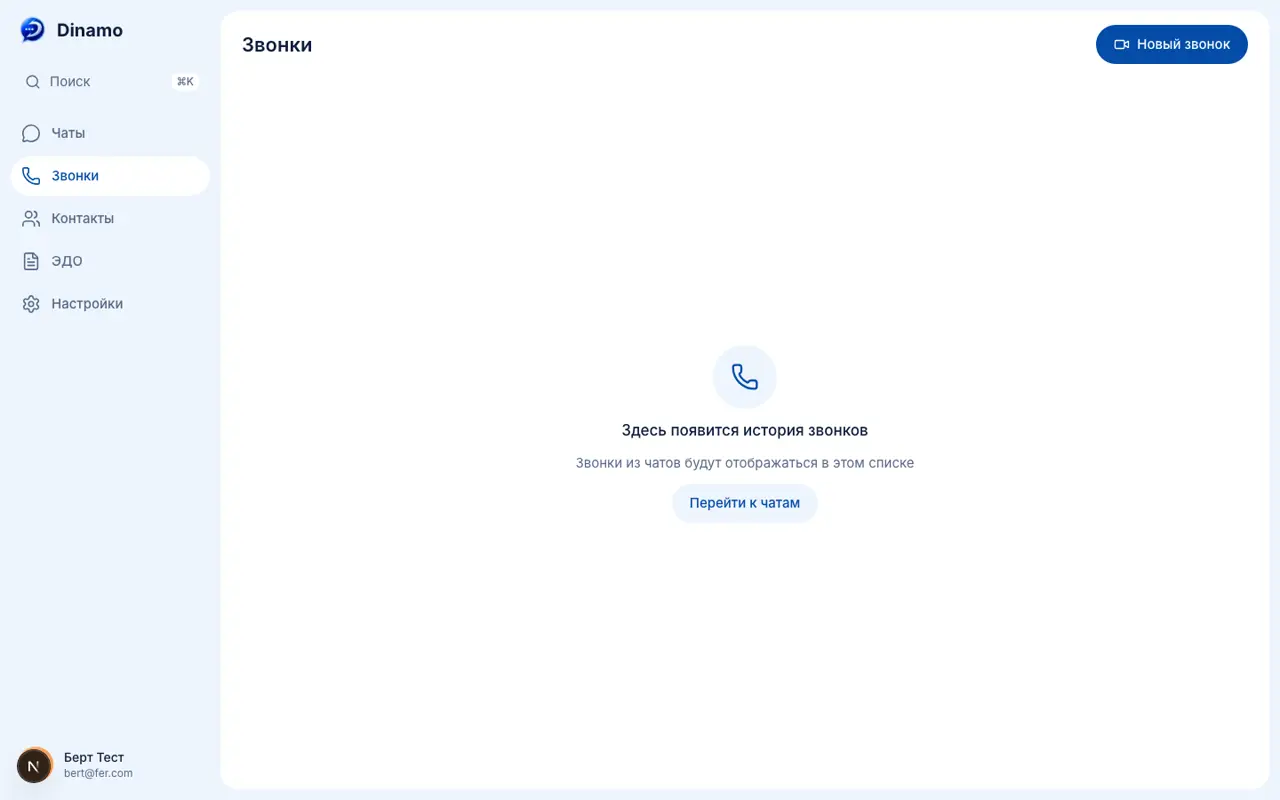 Dinamo
Поиск
⌘K
Чаты
Звонки
Контакты
ЭДО
Настройки
N
Берт Тест
bert@fer.com
Звонки
Новый звонок
Здесь появится история звонков
Звонки из чатов будут отображаться в этом списке
Перейти к чатам